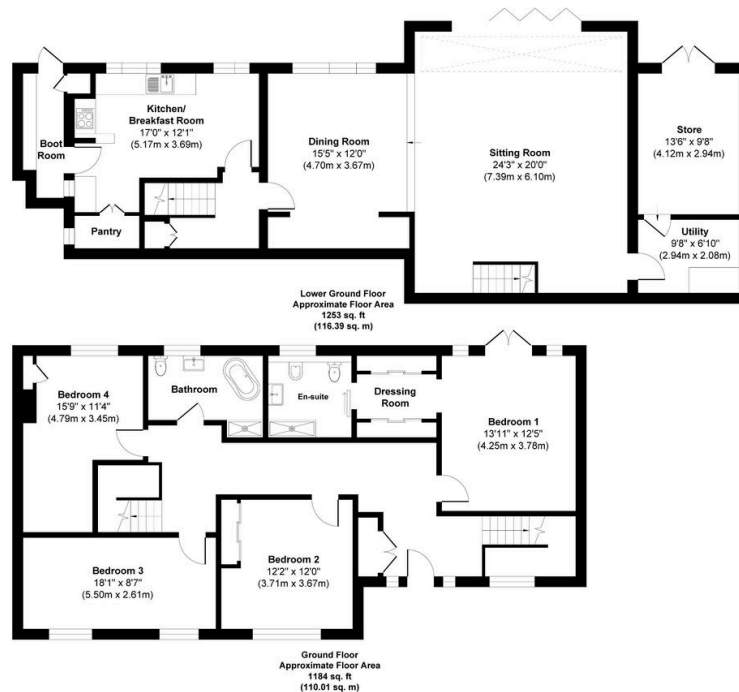 Kitchen/
Breakfast Room
17'0" x 12'1"
(5.17m x 3.69m)
Boot
Room
Pantry
Dining Room
15'5" x 12'0"
(4.70m x 3.67m)
Sitting Room
24'3" x 20'0"
(7.39m x 6.10m)
Store
13'6" x 9'8"
(4.12m x 2.94m)
Utility
9'8" x 6'10"
(2.94m x 2.08m)
Lower Ground Floor
Approximate Floor Area
1253 sq. ft
(116.39 sq. m)
Bedroom 4
15'9" x 11'4"
(4.79m x 3.45m)
Bathroom
En-suite
Dressing
Room
Bedroom 1
13'11" x 12'5"
(4.25m x 3.78m)
Bedroom 3
18'1" x 8'7"
(5.50m x 2.61m)
Bedroom 2
12'2" x 12'0"
(3.71m x 3.67m)
Ground Floor
Approximate Floor Area
1184 sq. ft
(110.01 sq. m)